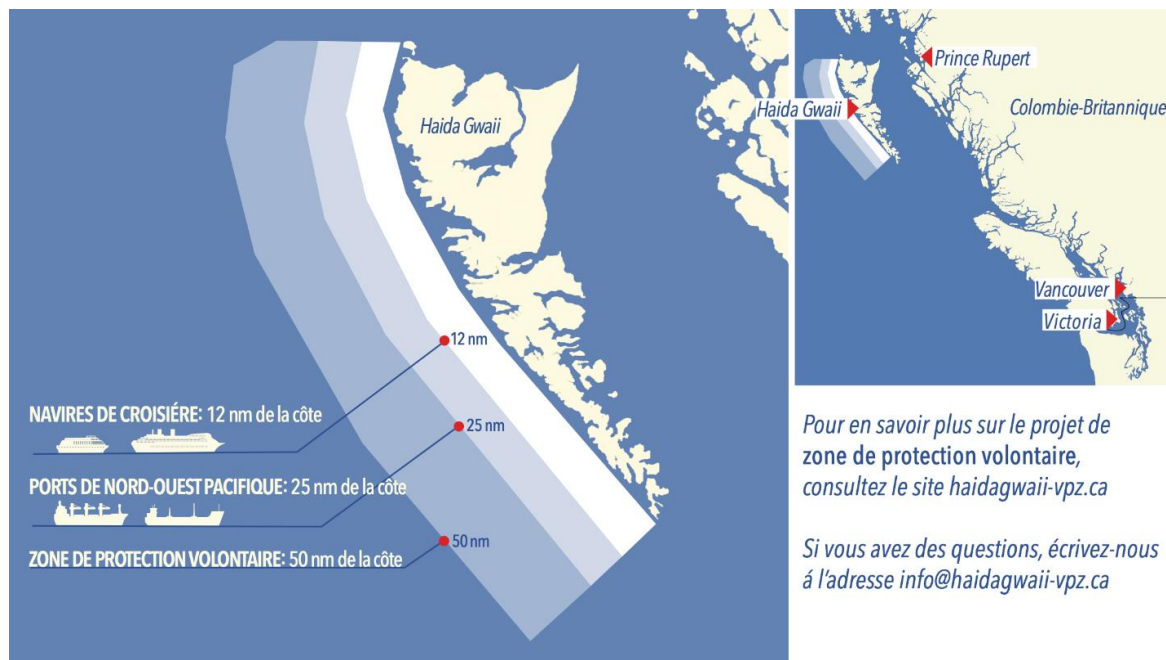 Haida Gwaii
12 nm
NAVIRES DE CROISIÉRE: 12 nm de la côte
25 nm
PORTS DE NORD-OUEST PACIFIQUE: 25 nm de la côte
50 nm
ZONE DE PROTECTION VOLONTAIRE: 50 nm de la côte
Prince Rupert
Haida Gwaii
Colombie-Britannique
Vancouver
Victoria
Pour en savoir plus sur le projet de
zone de protection volontaire,
consultez le site haidagwaii-vpz.ca
Si vous avez des questions, écrivez-nous
á l'adresse info@haidagwaii-vpz.ca